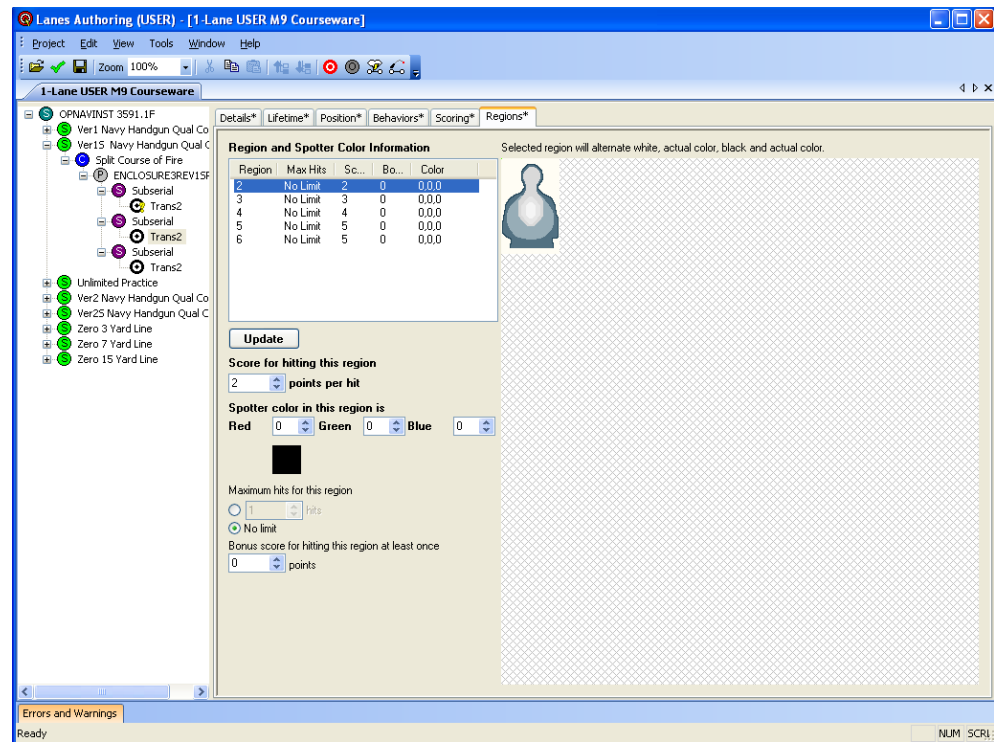 Lanes Authoring (USER) - [1-Lane USER M9 Courseware]
Project Edit View Tools Window Help
Zoom 100%
1-Lane USER M9 Courseware
OPNAVINST 3591.1F
Ver1 Navy Handgun Qual Co
Ver1S Navy Handgun Qual C
Split Course of Fire
ENCLOSURE3REV1SF
Subserial
Trans2
Subserial
Trans2
Subserial
Trans2
Unlimited Practice
Ver2 Navy Handgun Qual Co
Ver2S Navy Handgun Qual C
Zero 3 Yard Line
Zero 7 Yard Line
Zero 15 Yard Line
Details* Lifetime* Position* Behaviors* Scoring* Regions*
Region and Spotter Color Information
Region Max Hits Sc... Bo... Color
2 No Limit 2 0 0,0,0
3 No Limit 3 0 0,0,0
4 No Limit 4 0 0,0,0
5 No Limit 5 0 0,0,0
6 No Limit 5 0 0,0,0
Update
Score for hitting this region
2 points per hit
Spotter color in this region is
Red 0 Green 0 Blue 0
Maximum hits for this region
1 hits
No limit
Bonus score for hitting this region at least once
0 points
Selected region will alternate white, actual color, black and actual color.
Errors and Warnings
Ready
NUM SCRL